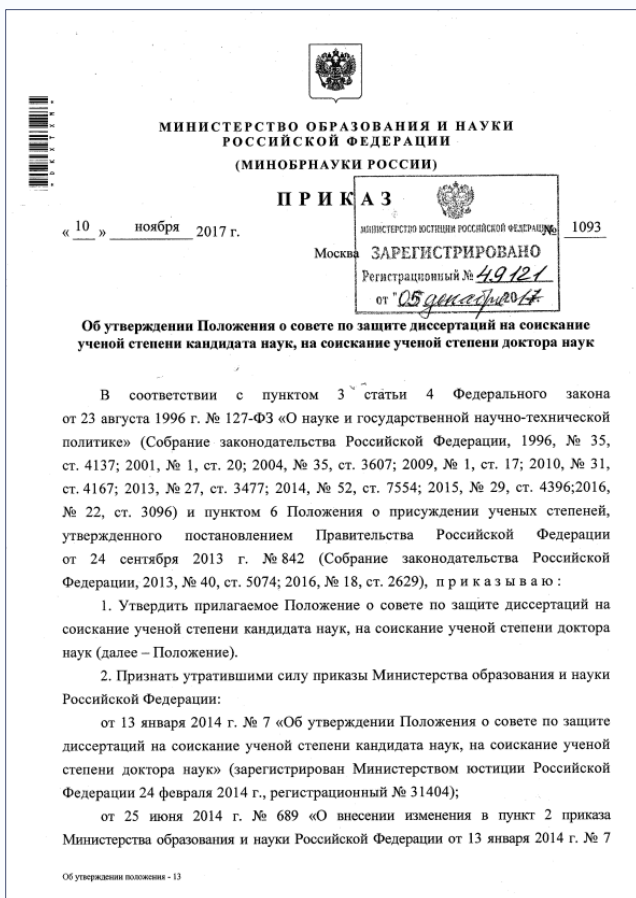 МИНИСТЕРСТВО ОБРАЗОВАНИЯ И НАУКИ
РОССИЙСКОЙ ФЕДЕРАЦИИ
(МИНОБРНАУКИ РОССИИ)
ПРИКАЗ
« 10 » ноября 2017 г.
№ 1093
Москва
МИНИСТЕРСТВО ЮСТИЦИИ РОССИЙСКОЙ ФЕДЕРАЦИИ
ЗАРЕГИСТРИРОВАНО
Регистрационный № 49121
от "05 декабря 2017.
Об утверждении Положения о совете по защите диссертаций на соискание
ученой степени кандидата наук, на соискание ученой степени доктора наук
В соответствии с пунктом 3 статьи 4 Федерального закона
от 23 августа 1996 г. № 127-ФЗ «О науке и государственной научно-технической
политике» (Собрание законодательства Российской Федерации, 1996, № 35,
ст. 4137; 2001, № 1, ст. 20; 2004, № 35, ст. 3607; 2009, № 1, ст. 17; 2010, № 31,
ст. 4167; 2013, № 27, ст. 3477; 2014, № 52, ст. 7554; 2015, № 29, ст. 4396;2016,
№ 22, ст. 3096) и пунктом 6 Положения о присуждении ученых степеней,
утвержденного постановлением Правительства Российской Федерации
от 24 сентября 2013 г. № 842 (Собрание законодательства Российской
Федерации, 2013, № 40, ст. 5074; 2016, № 18, ст. 2629), приказываю:
1. Утвердить прилагаемое Положение о совете по защите диссертаций на
соискание ученой степени кандидата наук, на соискание ученой степени доктора
наук (далее – Положение).
2. Признать утратившими силу приказы Министерства образования и науки
Российской Федерации:
от 13 января 2014 г. № 7 «Об утверждении Положения о совете по защите
диссертаций на соискание ученой степени кандидата наук, на соискание ученой
степени доктора наук» (зарегистрирован Министерством юстиции Российской
Федерации 24 февраля 2014 г., регистрационный № 31404);
от 25 июня 2014 г. № 689 «О внесении изменения в пункт 2 приказа
Министерства образования и науки Российской Федерации от 13 января 2014 г. № 7
Об утверждении положения - 13